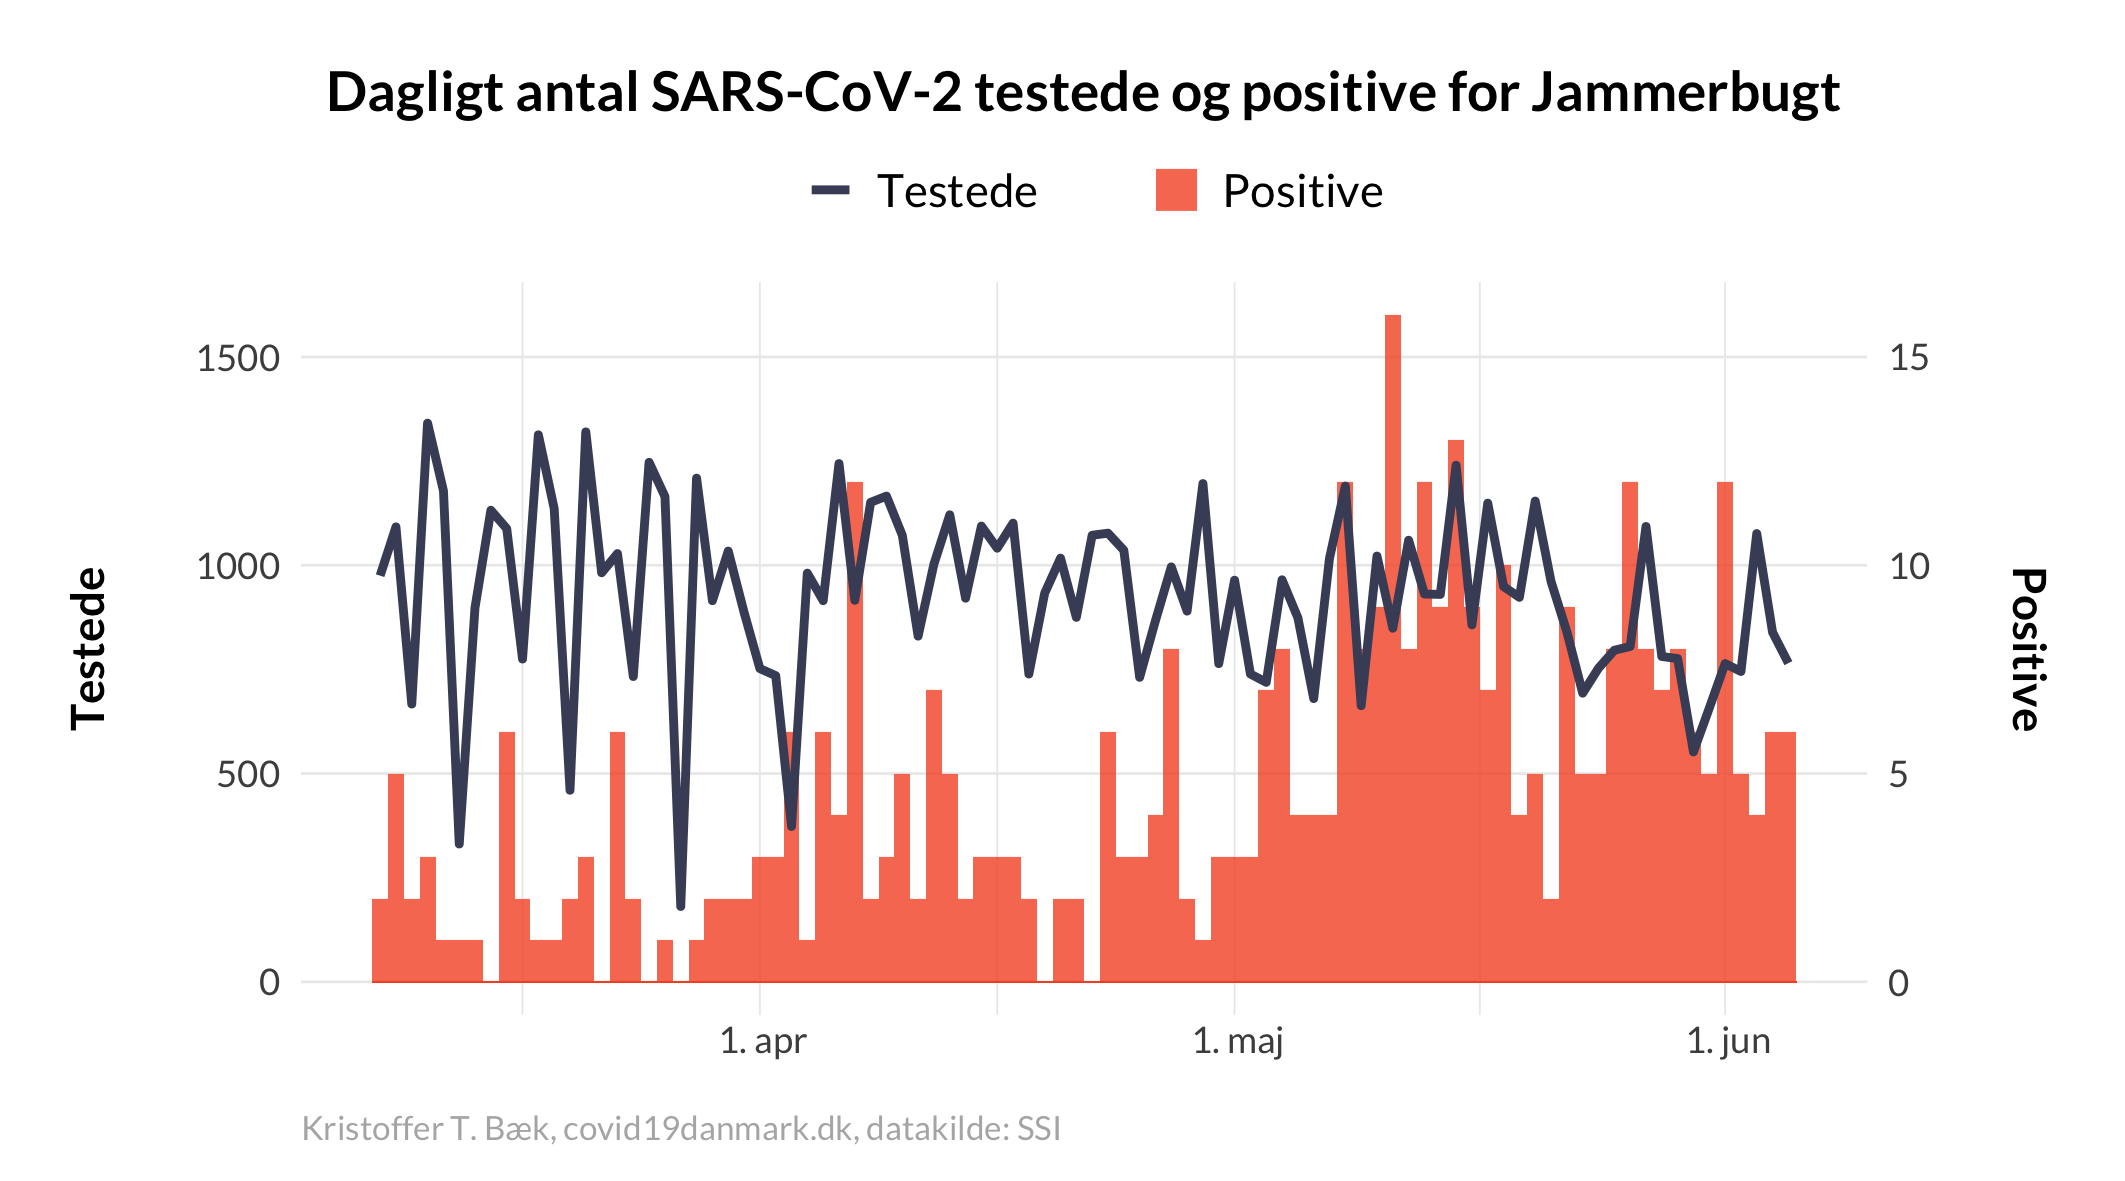 Dagligt antal SARS-CoV-2 testede og positive for Jammerbugt
Testede
Positive
1500
1000
500
0
15
10
5
0
Testede
Positive
1. apr
1. maj
1. jun
Kristoffer T. Bæk, covid19danmark.dk, datakilde: SSI